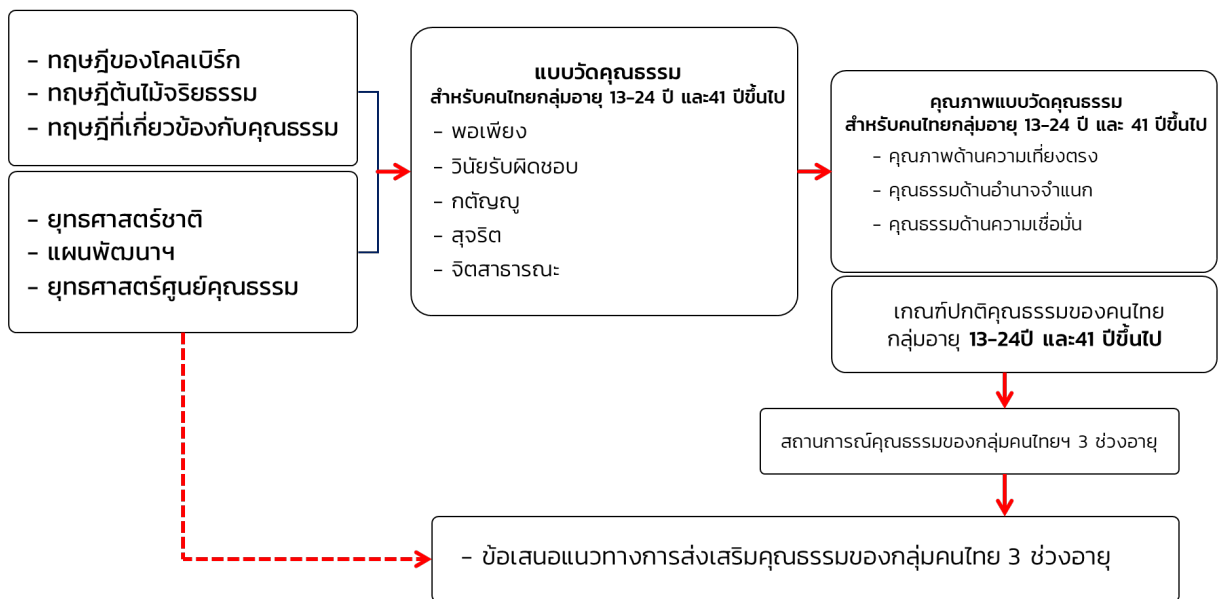 - ทฤษฎีของโคลเบิร์ก
- ทฤษฎีต้นไม้จริยธรรม
- ทฤษฎีที่เกี่ยวข้องกับคุณธรรม
- ยุทธศาสตร์ชาติ
- แผนพัฒนาฯ
- ยุทธศาสตร์ศูนย์คุณธรรม
แบบวัดคุณธรรม
สำหรับคนไทยกลุ่มอายุ 13-24 ปี และ41 ปีขึ้นไป
- พอเพียง
- วินัยรับผิดชอบ
- กตัญญู
- สุจริต
- จิตสาธารณะ
คุณภาพแบบวัดคุณธรรม
สำหรับคนไทยกลุ่มอายุ 13-24 ปี และ 41 ปีขึ้นไป
- คุณภาพด้านความเที่ยงตรง
- คุณธรรมด้านอำนาจจำแนก
- คุณธรรมด้านความเชื่อมั่น
เกณฑ์ปกติคุณธรรมของคนไทย
กลุ่มอายุ 13-24ปี และ41 ปีขึ้นไป
สถานการณ์คุณธรรมของกลุ่มคนไทยฯ 3 ช่วงอายุ
- ข้อเสนอแนวทางการส่งเสริมคุณธรรมของกลุ่มคนไทย 3 ช่วงอายุ